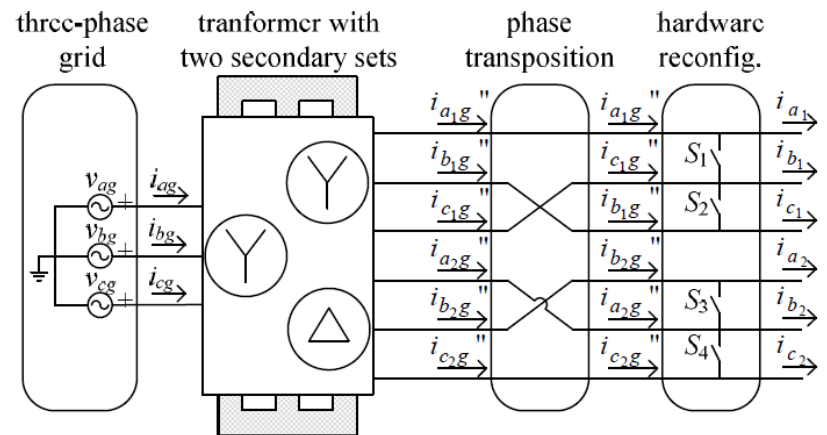 three-phase grid
tranformer with two secondary sets
phase transposition
hardware reconfig.
v_ag
i_ag
v_bg
i_bg
v_cg
i_cg
i_a1g"
i_b1g"
i_c1g"
i_a2g"
i_b2g"
i_c2g"
i_a1g"
i_c1g"
i_b1g"
i_b2g"
i_a2g"
i_c2g"
S1
S2
S3
S4
i_a1
i_b1
i_c1
i_a2
i_b2
i_c2